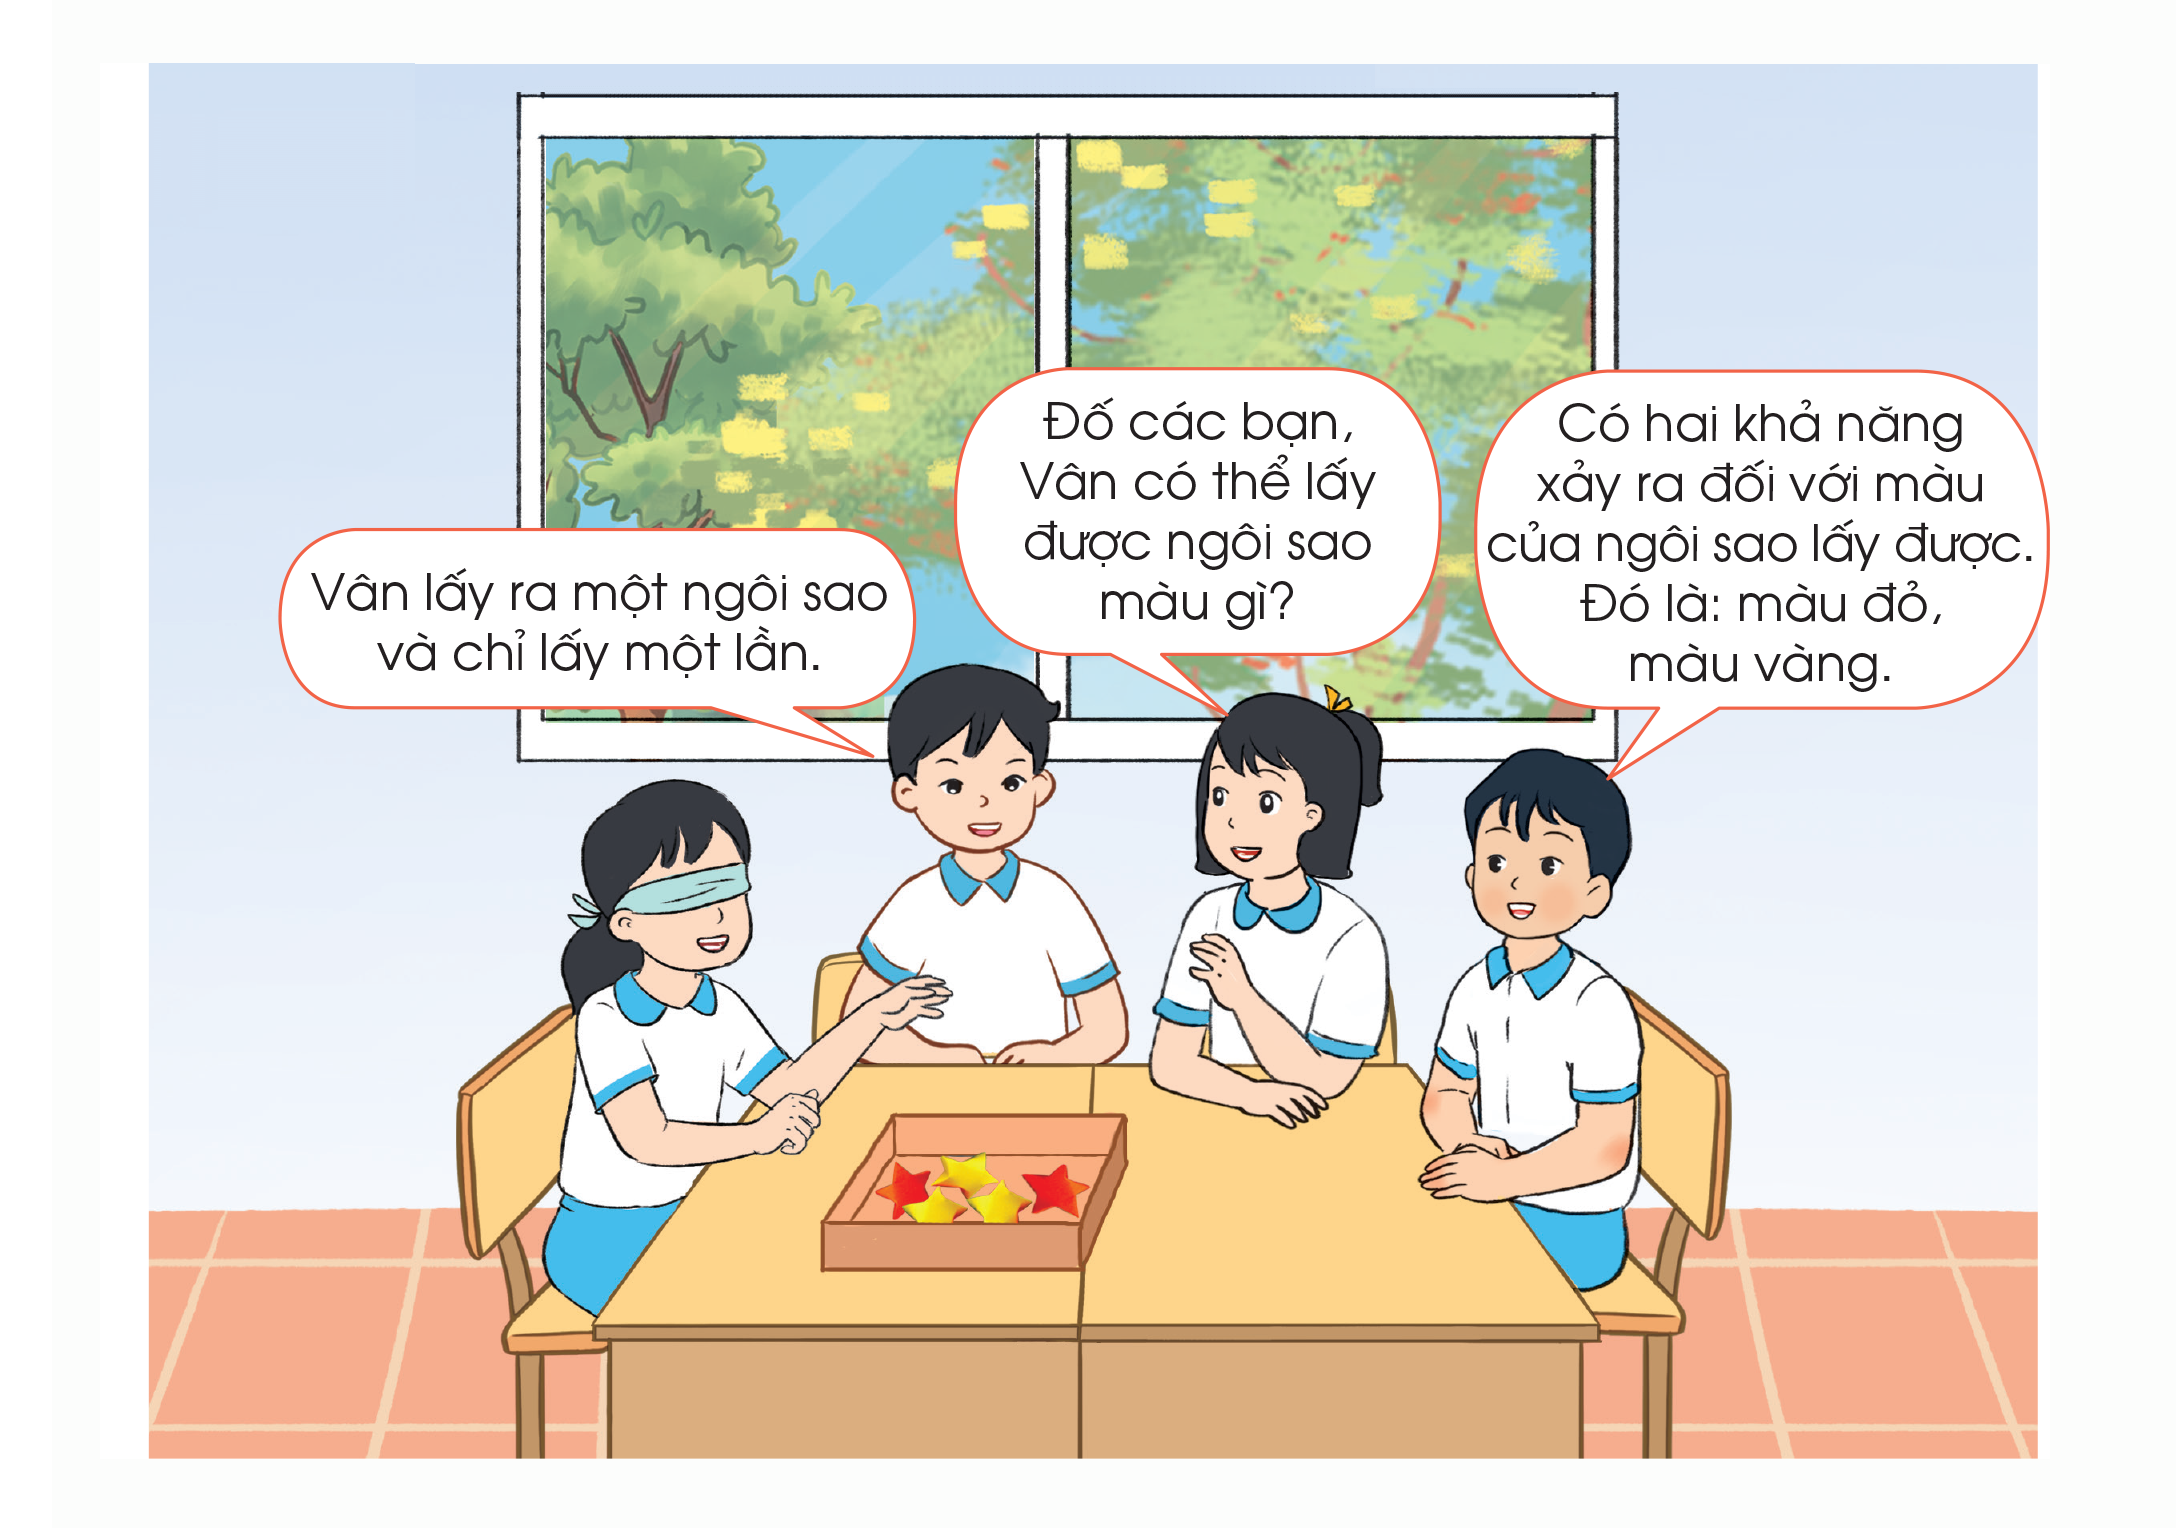 Vân lấy ra một ngôi sao
và chỉ lấy một lần.
Đố các bạn,
Vân có thể lấy
được ngôi sao
màu gì?
Có hai khả năng
xảy ra đối với màu
của ngôi sao lấy được.
Đó là: màu đỏ,
màu vàng.